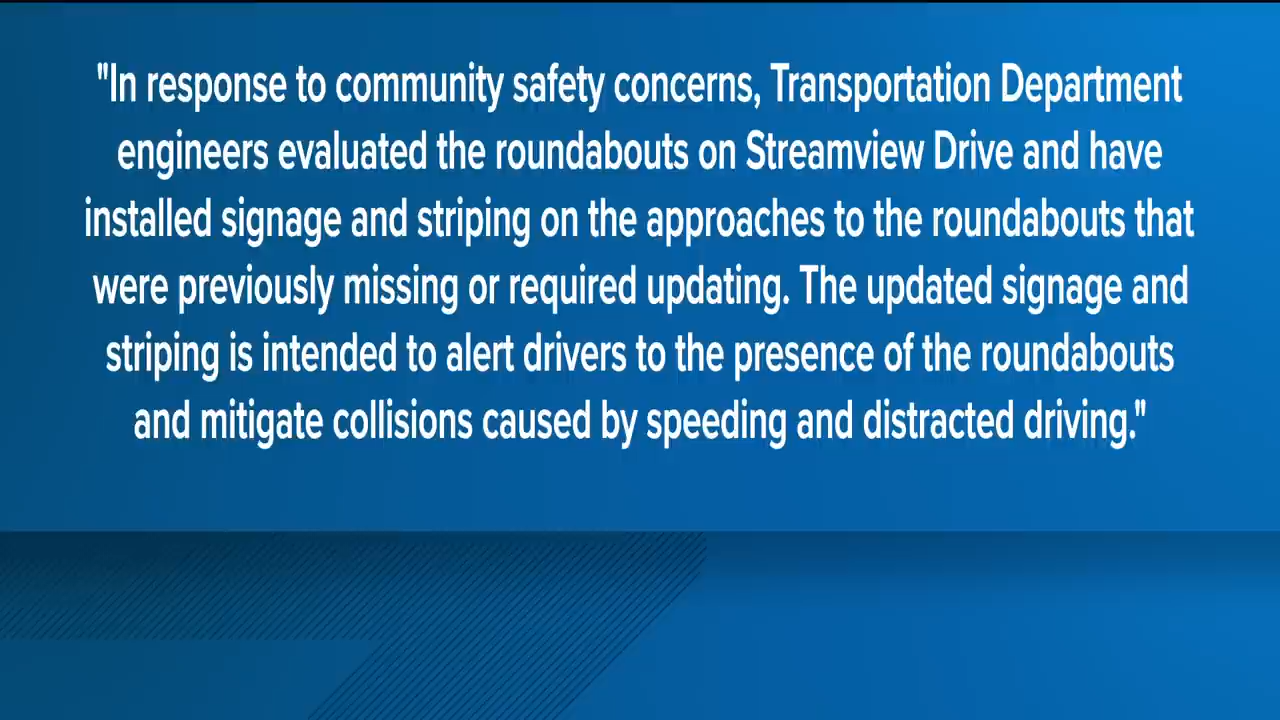 "In response to community safety concerns, Transportation Department
engineers evaluated the roundabouts on Streamview Drive and have
installed signage and striping on the approaches to the roundabouts that
were previously missing or required updating. The updated signage and
striping is intended to alert drivers to the presence of the roundabouts
and mitigate collisions caused by speeding and distracted driving."